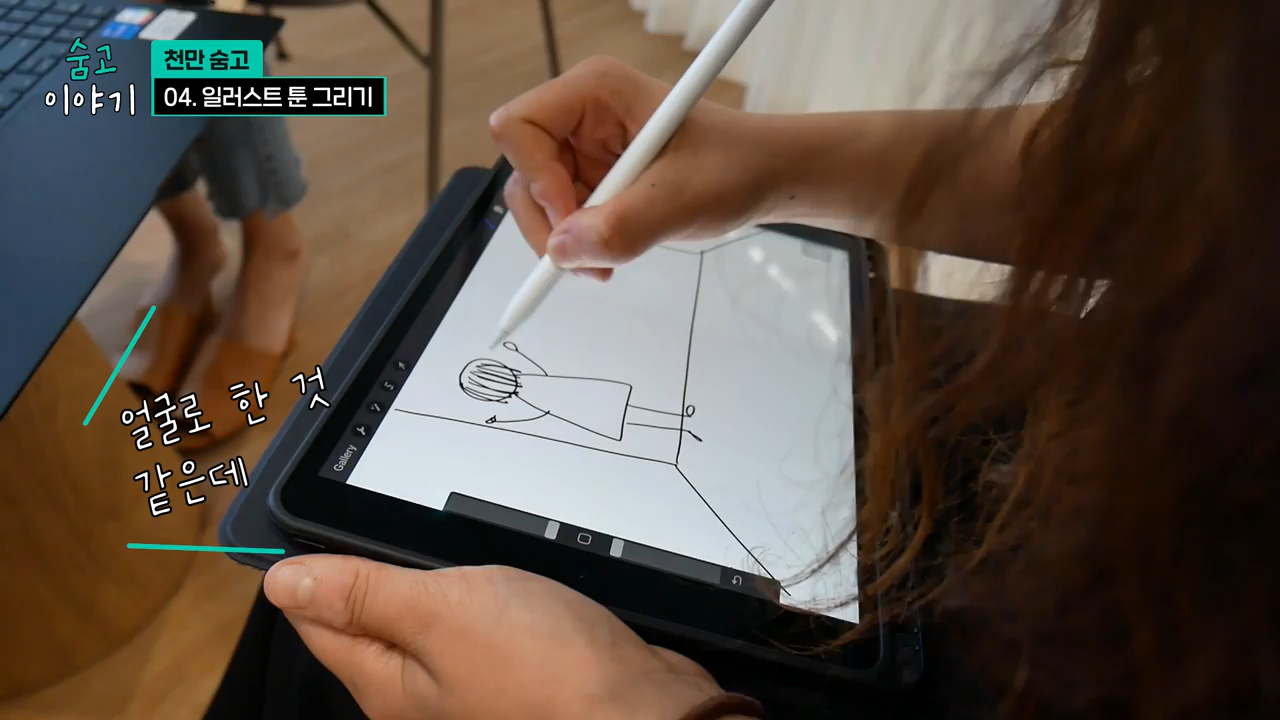 숨고
이야기
천만 숨고
04. 일러스트 툰 그리기
얼굴로 한 것
같은데
Gallery